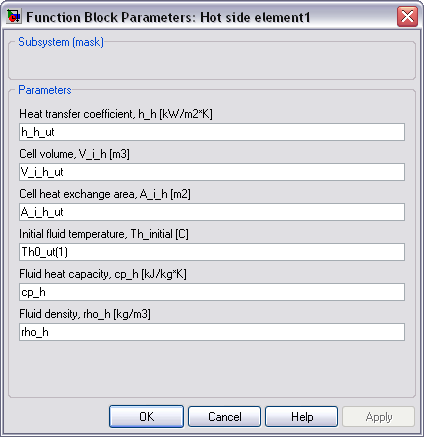 Function Block Parameters: Hot side element1
Subsystem (mask)
Parameters
Heat transfer coefficient, h_h [kW/m2*K]
h_h_ut
Cell volume, V_i_h [m3]
V_i_h_ut
Cell heat exchange area, A_i_h [m2]
A_i_h_ut
Initial fluid temperature, Th_initial [C]
Th0_ut(1)
Fluid heat capacity, cp_h [kJ/kg*K]
cp_h
Fluid density, rho_h [kg/m3]
rho_h
OK Cancel Help Apply